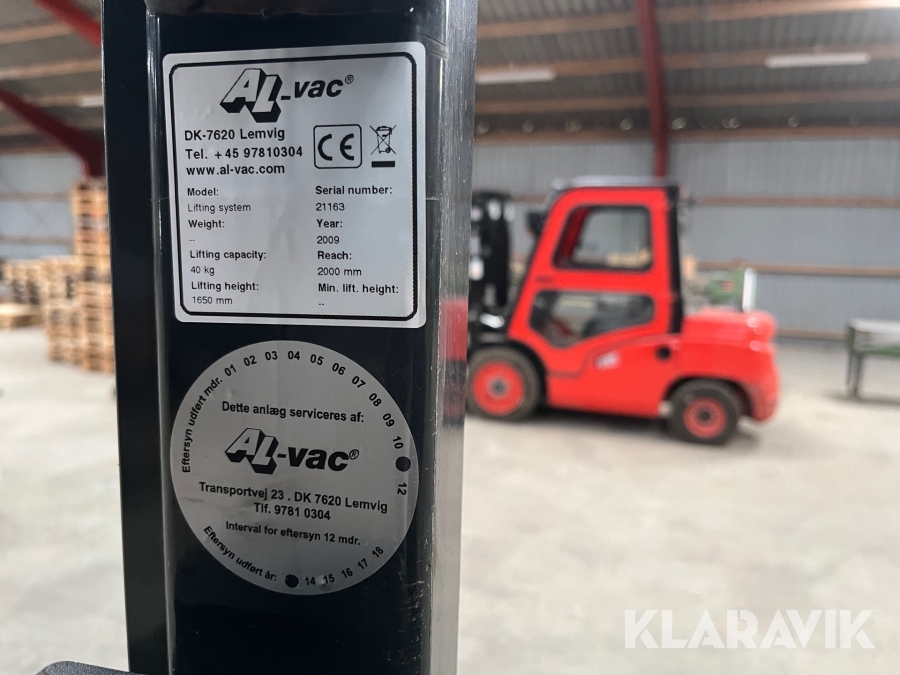 AL-vac®
DK-7620 Lemvig
Tel. + 45 97810304
www.al-vac.com
CE
Model:
Lifting system
Weight:
--
Lifting capacity:
40 kg
Lifting height:
1650 mm
Serial number:
21163
Year:
2009
Reach:
2000 mm
Min. lift. height:
--
Eftersyn udført mdr. 01 02 03 04 05 06 07 08 09 10 12
Dette anlæg serviceres af:
AL-vac®
Transportvej 23 . DK 7620 Lemvig
Tlf. 9781 0304
Interval for eftersyn 12 mdr.
Eftersyn udført år: 14 15 16 17 18
KLARAVIK